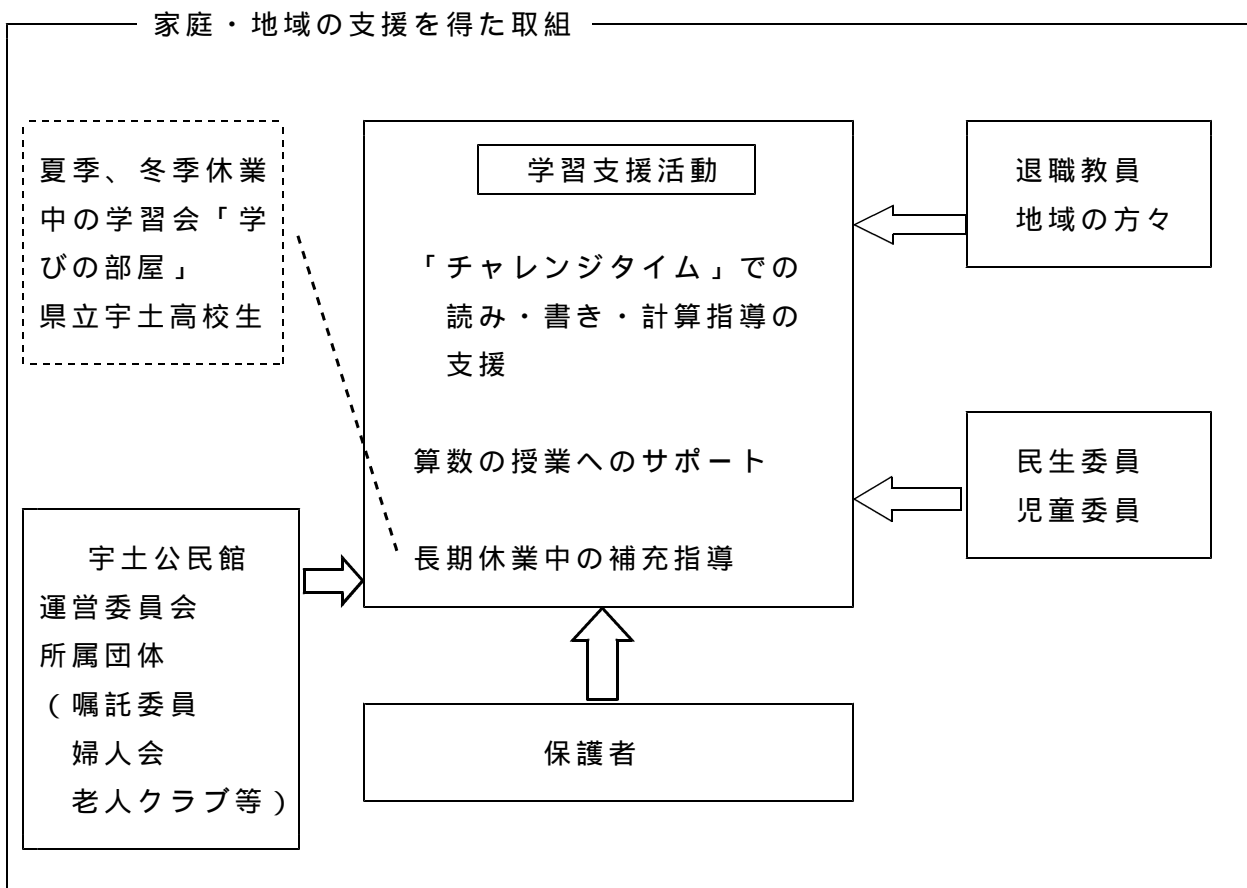 家庭・地域の支援を得た取組
夏季、冬季休業
中の学習会「学
びの部屋」
県立宇土高校生
学習支援活動
「チャレンジタイム」での
読み・書き・計算指導の
支援
算数の授業へのサポート
長期休業中の補充指導
退職教員
地域の方々
民生委員
児童委員
宇土公民館
運営委員会
所属団体
(嘱託委員
婦人会
老人クラブ等)
保護者